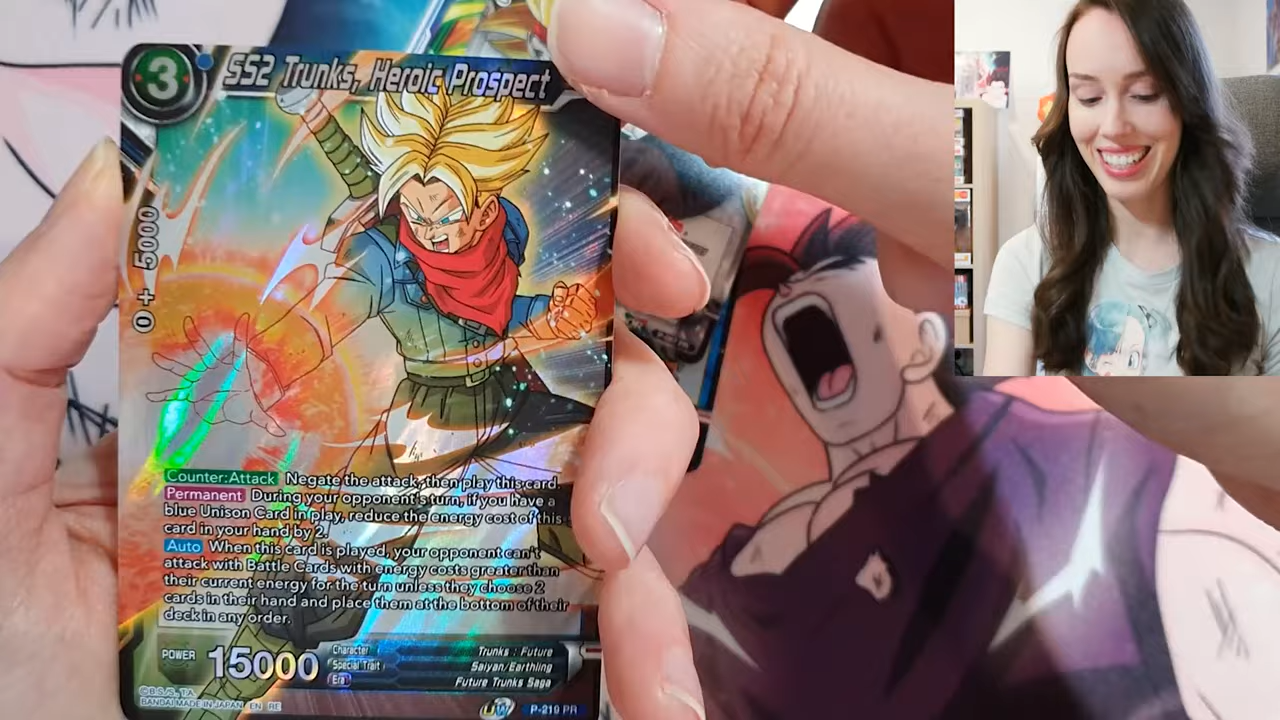 3
SS2 Trunks, Heroic Prospect
0 + 5000
Counter:Attack Negate the attack, then play this card.
Permanent During your opponent's turn, if you have a
blue Unison Card in play, reduce the energy cost of this
card in your hand by 2.
Auto When this card is played, your opponent can't
attack with Battle Cards with energy costs greater than
their current energy for the turn unless they choose 2
cards in their hand and place them at the bottom of their
deck in any order.
POWER 15000
Character Trunks : Future
Special Trait Saiyan/Earthling
Era Future Trunks Saga
©B.S./S., T.A.
BANDAI MADE IN JAPAN EN RE
UW P-219 PR